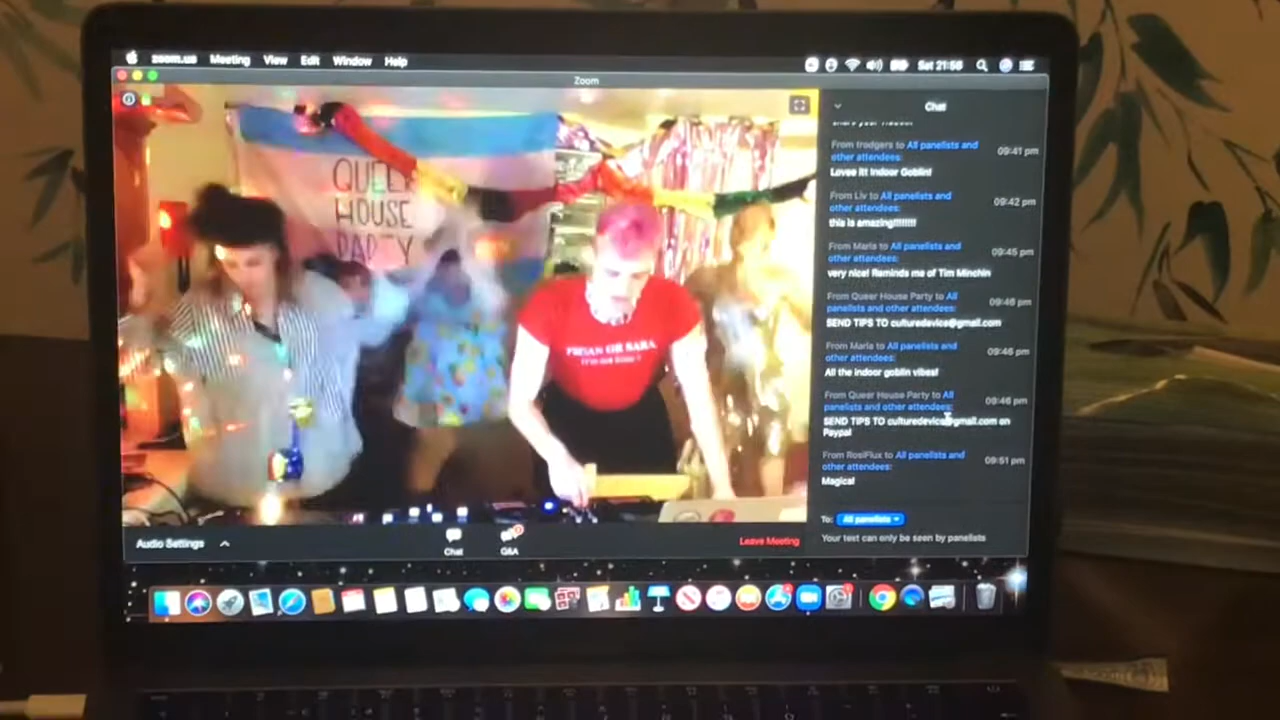 zoom.us Meeting View Edit Window Help
Sat 21:56
Zoom
QUEER
HOUSE
PARTY
Chat
From trodgers to All panelists and
other attendees:
09:41 pm
Loves it! Indoor Goblin!
From Liv to All panelists and
other attendees:
09:42 pm
this is amazing!!!!!!!!
From Maria to All panelists and
other attendees:
09:45 pm
very nice! Reminds me of Tim Minchin
From Queer House Party to All
panelists and other attendees:
09:46 pm
SEND TIPS TO culturedevice@gmail.com
From Maria to All panelists and
other attendees:
09:46 pm
All the indoor goblin vibes!
From Queer House Party to All
panelists and other attendees:
09:46 pm
SEND TIPS TO culturedevice@gmail.com on
Paypal
From RosiFlux to All panelists and
other attendees:
09:51 pm
Magical
To: All panelists
Your text can only be seen by panelists
Audio Settings
Chat
Q&A
Leave Meeting